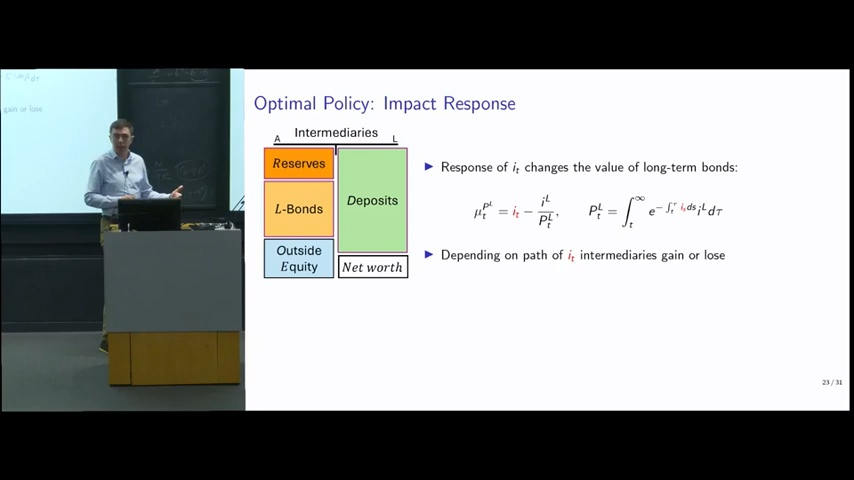 gain or lose
Optimal Policy: Impact Response
Intermediaries
A L
Reserves
L-Bonds
Outside
Equity
Deposits
Net worth
▶ Response of i_t changes the value of long-term bonds:
μ_t^{P^L} = i_t − i^L / P_t^L, P_t^L = ∫_t^∞ e^{−∫_t^τ i_s ds} i^L dτ
▶ Depending on path of i_t intermediaries gain or lose
23 / 31